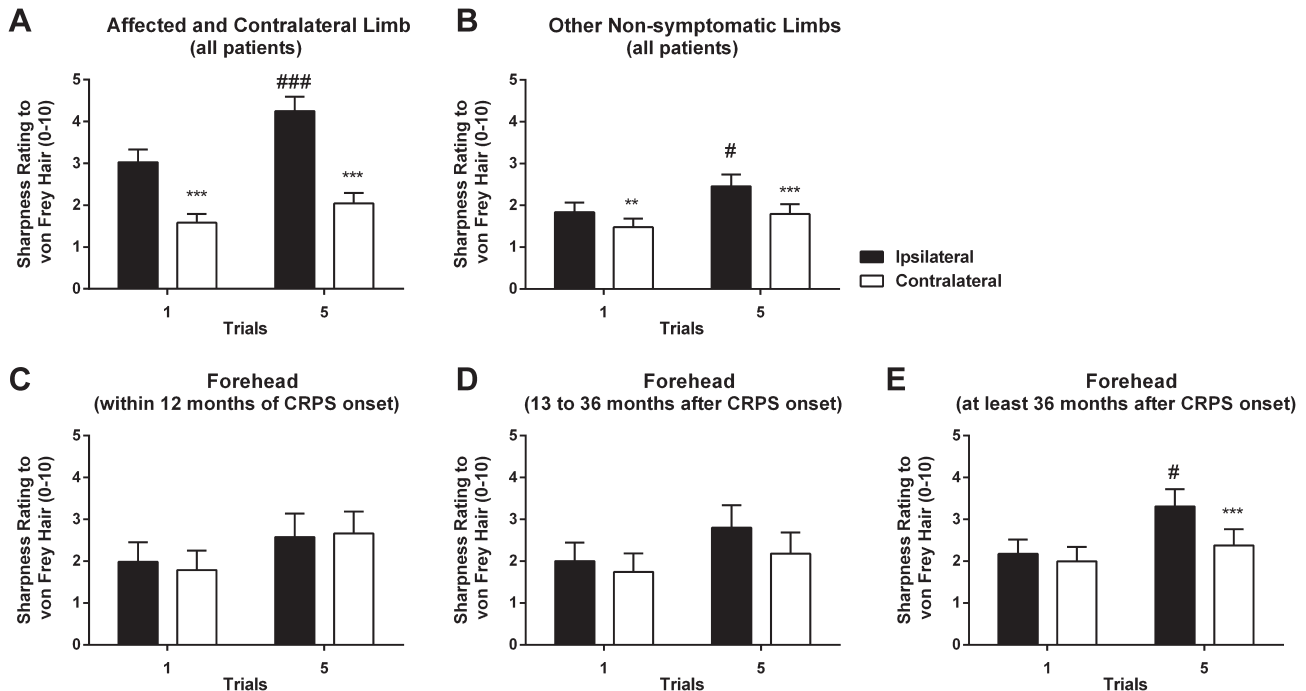 A
Affected and Contralateral Limb
(all patients)
Sharpness Rating to
von Frey Hair (0-10)
5
4
3
2
1
0
###
***
***
1
5
Trials
B
Other Non-symptomatic Limbs
(all patients)
Sharpness Rating to
von Frey Hair (0-10)
5
4
3
2
1
0
#
**
***
1
5
Trials
Ipsilateral
Contralateral
C
Forehead
(within 12 months of CRPS onset)
Sharpness Rating to
von Frey Hair (0-10)
5
4
3
2
1
0
1
5
Trials
D
Forehead
(13 to 36 months after CRPS onset)
Sharpness Rating to
von Frey Hair (0-10)
5
4
3
2
1
0
1
5
Trials
E
Forehead
(at least 36 months after CRPS onset)
Sharpness Rating to
von Frey Hair (0-10)
5
4
3
2
1
0
#
***
1
5
Trials